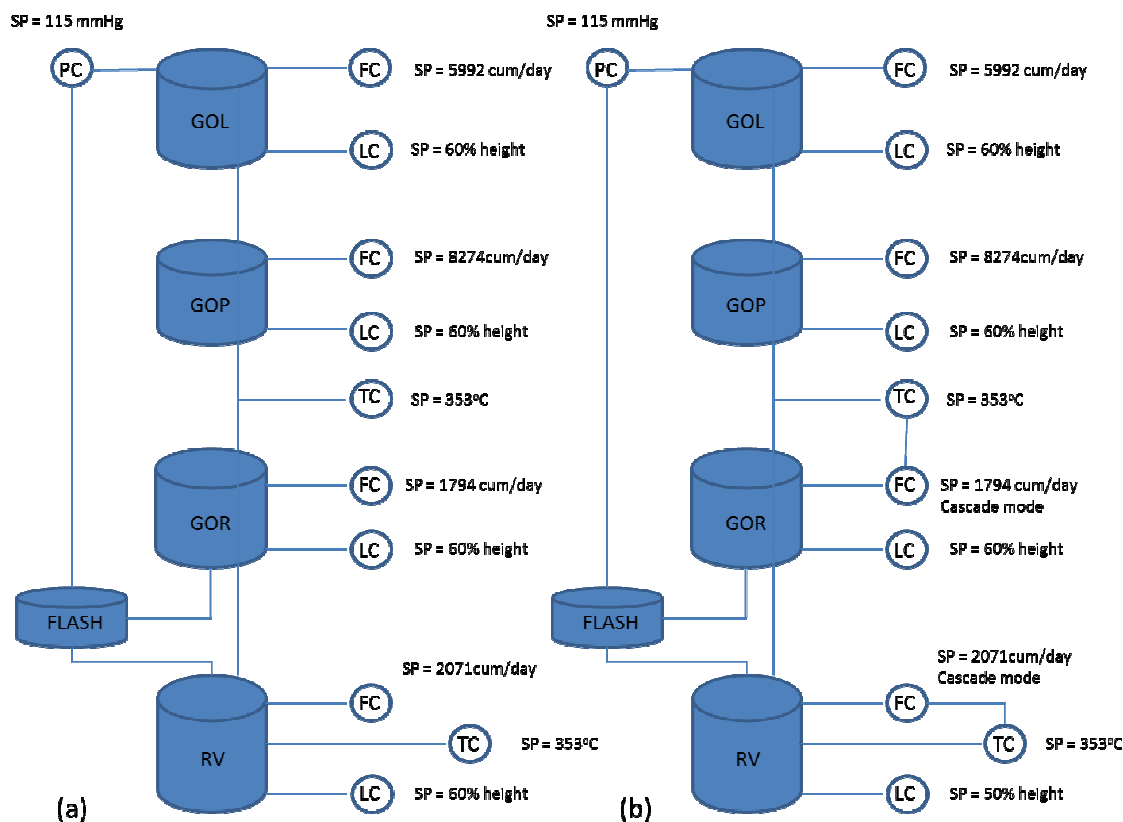 SP = 115 mmHg
PC
GOL
FC
SP = 5992 cum/day
LC
SP = 60% height
GOP
FC
SP = 8274cum/day
LC
SP = 60% height
TC
SP = 353ºC
GOR
FC
SP = 1794 cum/day
LC
SP = 60% height
FLASH
SP = 2071cum/day
FC
RV
TC
SP = 353ºC
LC
SP = 60% height
(a)
SP = 115 mmHg
PC
GOL
FC
SP = 5992 cum/day
LC
SP = 60% height
GOP
FC
SP = 8274cum/day
LC
SP = 60% height
TC
SP = 353ºC
GOR
FC
SP = 1794 cum/day
Cascade mode
LC
SP = 60% height
FLASH
SP = 2071cum/day
Cascade mode
FC
RV
TC
SP = 353ºC
LC
SP = 50% height
(b)